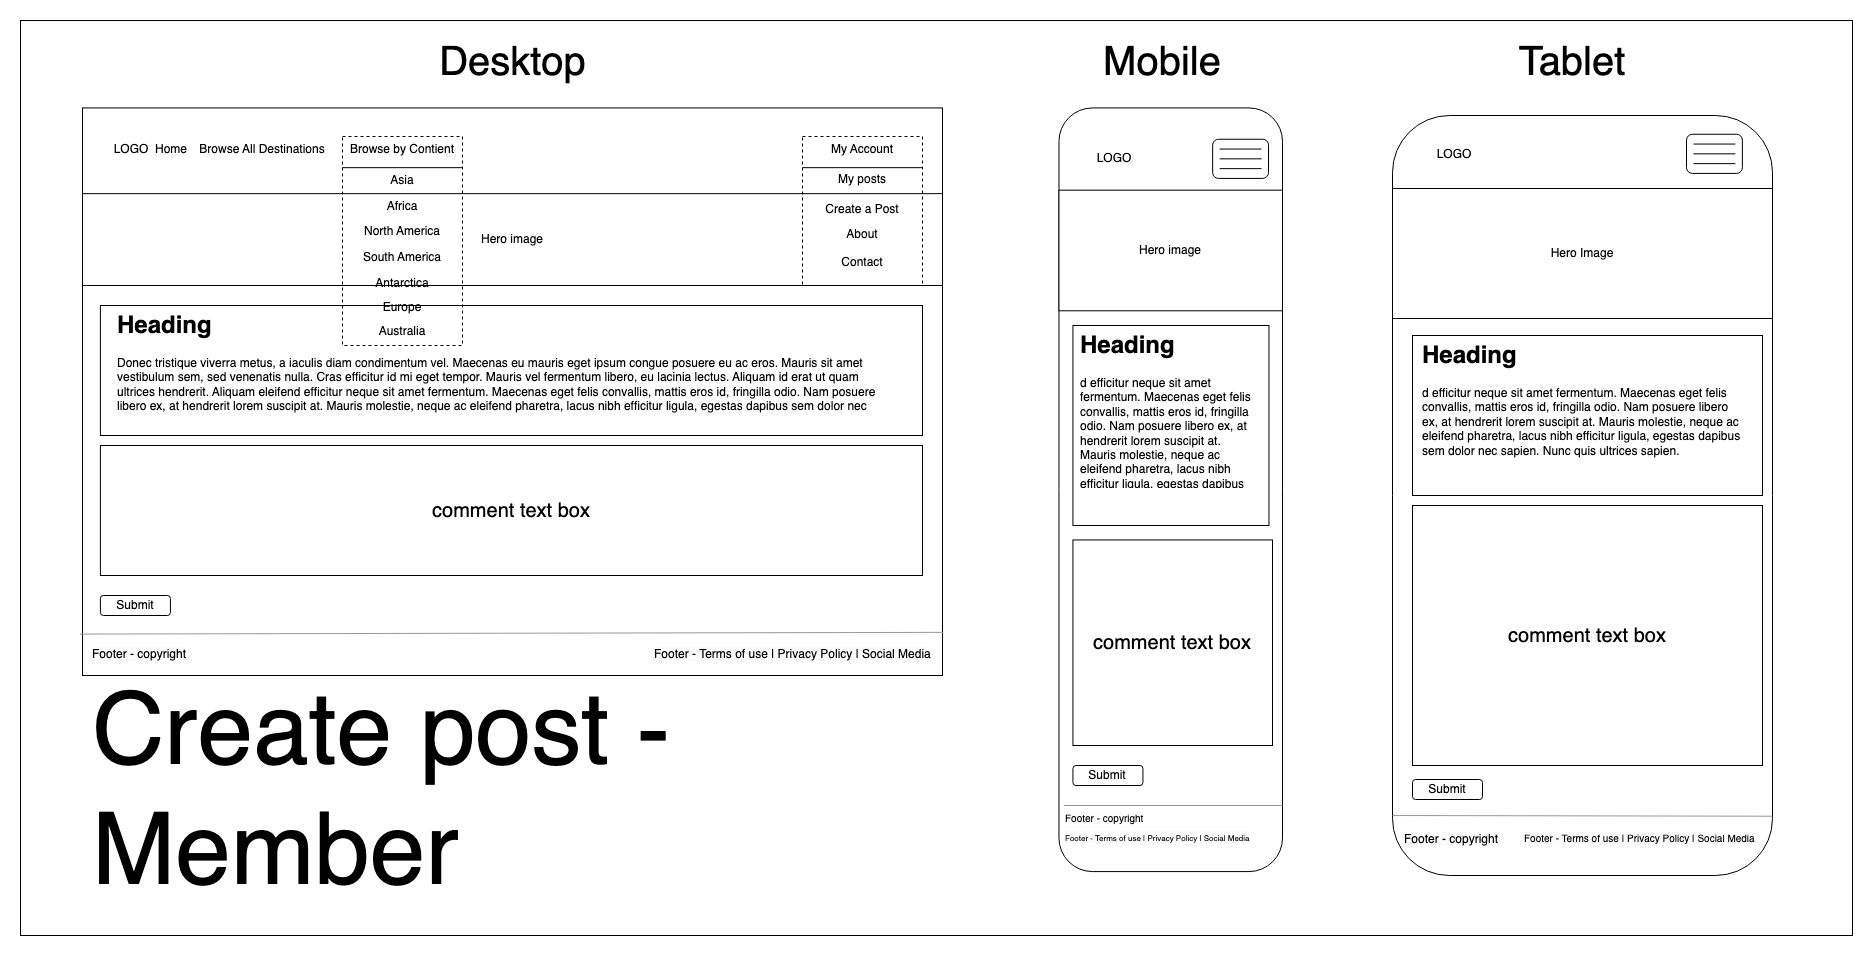 Desktop
Mobile
Tablet
LOGO Home Browse All Destinations Browse by Contient My Account
Asia
Africa
North America
South America
Antarctica
Europe
Australia
My posts
Create a Post
About
Contact
Hero image
Heading
Donec tristique viverra metus, a iaculis diam condimentum vel. Maecenas eu mauris eget ipsum congue posuere eu ac eros. Mauris sit amet
vestibulum sem, sed venenatis nulla. Cras efficitur id mi eget tempor. Mauris vel fermentum libero, eu lacinia lectus. Aliquam id erat ut quam
ultrices hendrerit. Aliquam eleifend efficitur neque sit amet fermentum. Maecenas eget felis convallis, mattis eros id, fringilla odio. Nam posuere
libero ex, at hendrerit lorem suscipit at. Mauris molestie, neque ac eleifend pharetra, lacus nibh efficitur ligula, egestas dapibus sem dolor nec
comment text box
Submit
Footer - copyright
Footer - Terms of use l Privacy Policy l Social Media
LOGO
Hero image
Heading
d efficitur neque sit amet
fermentum. Maecenas eget felis
convallis, mattis eros id, fringilla
odio. Nam posuere libero ex, at
hendrerit lorem suscipit at.
Mauris molestie, neque ac
eleifend pharetra, lacus nibh
efficitur ligula, egestas dapibus
comment text box
Submit
Footer - copyright
Footer - Terms of use l Privacy Policy l Social Media
LOGO
Hero Image
Heading
d efficitur neque sit amet fermentum. Maecenas eget felis
convallis, mattis eros id, fringilla odio. Nam posuere libero
ex, at hendrerit lorem suscipit at. Mauris molestie, neque ac
eleifend pharetra, lacus nibh efficitur ligula, egestas dapibus
sem dolor nec sapien. Nunc quis ultrices sapien.
comment text box
Submit
Footer - copyright
Footer - Terms of use l Privacy Policy l Social Media
Create post -
Member